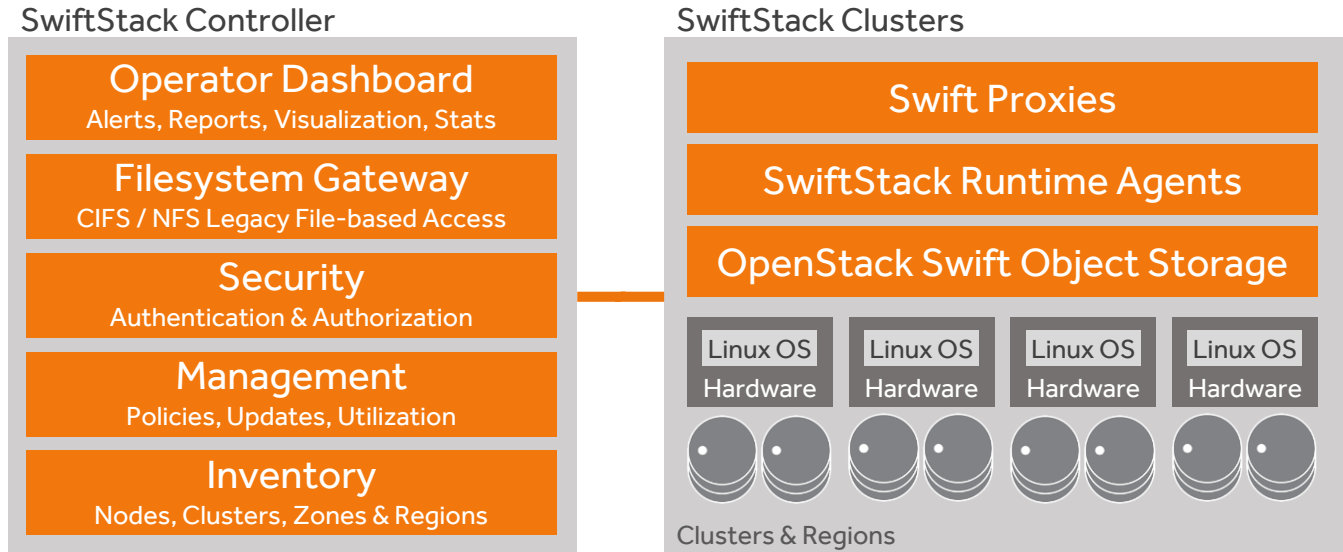 SwiftStack Controller
Operator Dashboard
Alerts, Reports, Visualization, Stats
Filesystem Gateway
CIFS / NFS Legacy File-based Access
Security
Authentication & Authorization
Management
Policies, Updates, Utilization
Inventory
Nodes, Clusters, Zones & Regions
SwiftStack Clusters
Swift Proxies
SwiftStack Runtime Agents
OpenStack Swift Object Storage
Linux OS
Hardware
Linux OS
Hardware
Linux OS
Hardware
Linux OS
Hardware
Clusters & Regions